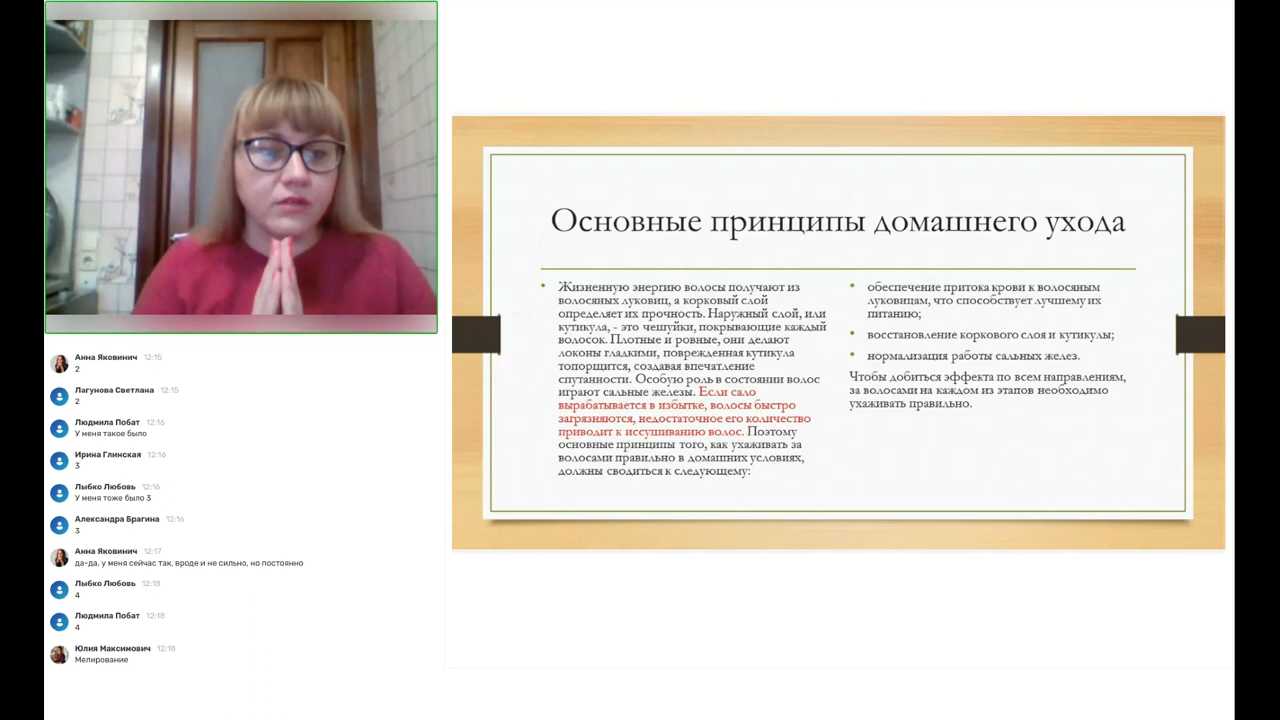 Анна Яковинич 12:15
2
Лагунова Светлана 12:15
2
Людмила Побат 12:16
У меня такое было
Ирина Глинская 12:16
3
Лыбко Любовь 12:16
У меня тоже было 3
Александра Брагина 12:16
3
Анна Яковинич 12:17
да-да, у меня сейчас так, вроде и не сильно, но постоянно
Лыбко Любовь 12:18
4
Людмила Побат 12:18
4
Юлия Максимович 12:18
Мелирование
Основные принципы домашнего ухода
• Жизненную энергию волосы получают из
волосяных луковиц, а корковый слой
определяет их прочность. Наружный слой, или
кутикула, - это чешуйки, покрывающие каждый
волосок. Плотные и ровные, они делают
локоны гладкими, поврежденная кутикула
топорщится, создавая впечатление
спутанности. Особую роль в состоянии волос
играют сальные железы. Если сало
вырабатывается в избытке, волосы быстро
загрязняются, недостаточное его количество
приводит к иссушиванию волос. Поэтому
основные принципы того, как ухаживать за
волосами правильно в домашних условиях,
должны сводиться к следующему:
• обеспечение притока крови к волосяным
луковицам, что способствует лучшему их
питанию;
• восстановление коркового слоя и кутикулы;
• нормализация работы сальных желез.
Чтобы добиться эффекта по всем направлениям,
за волосами на каждом из этапов необходимо
ухаживать правильно.